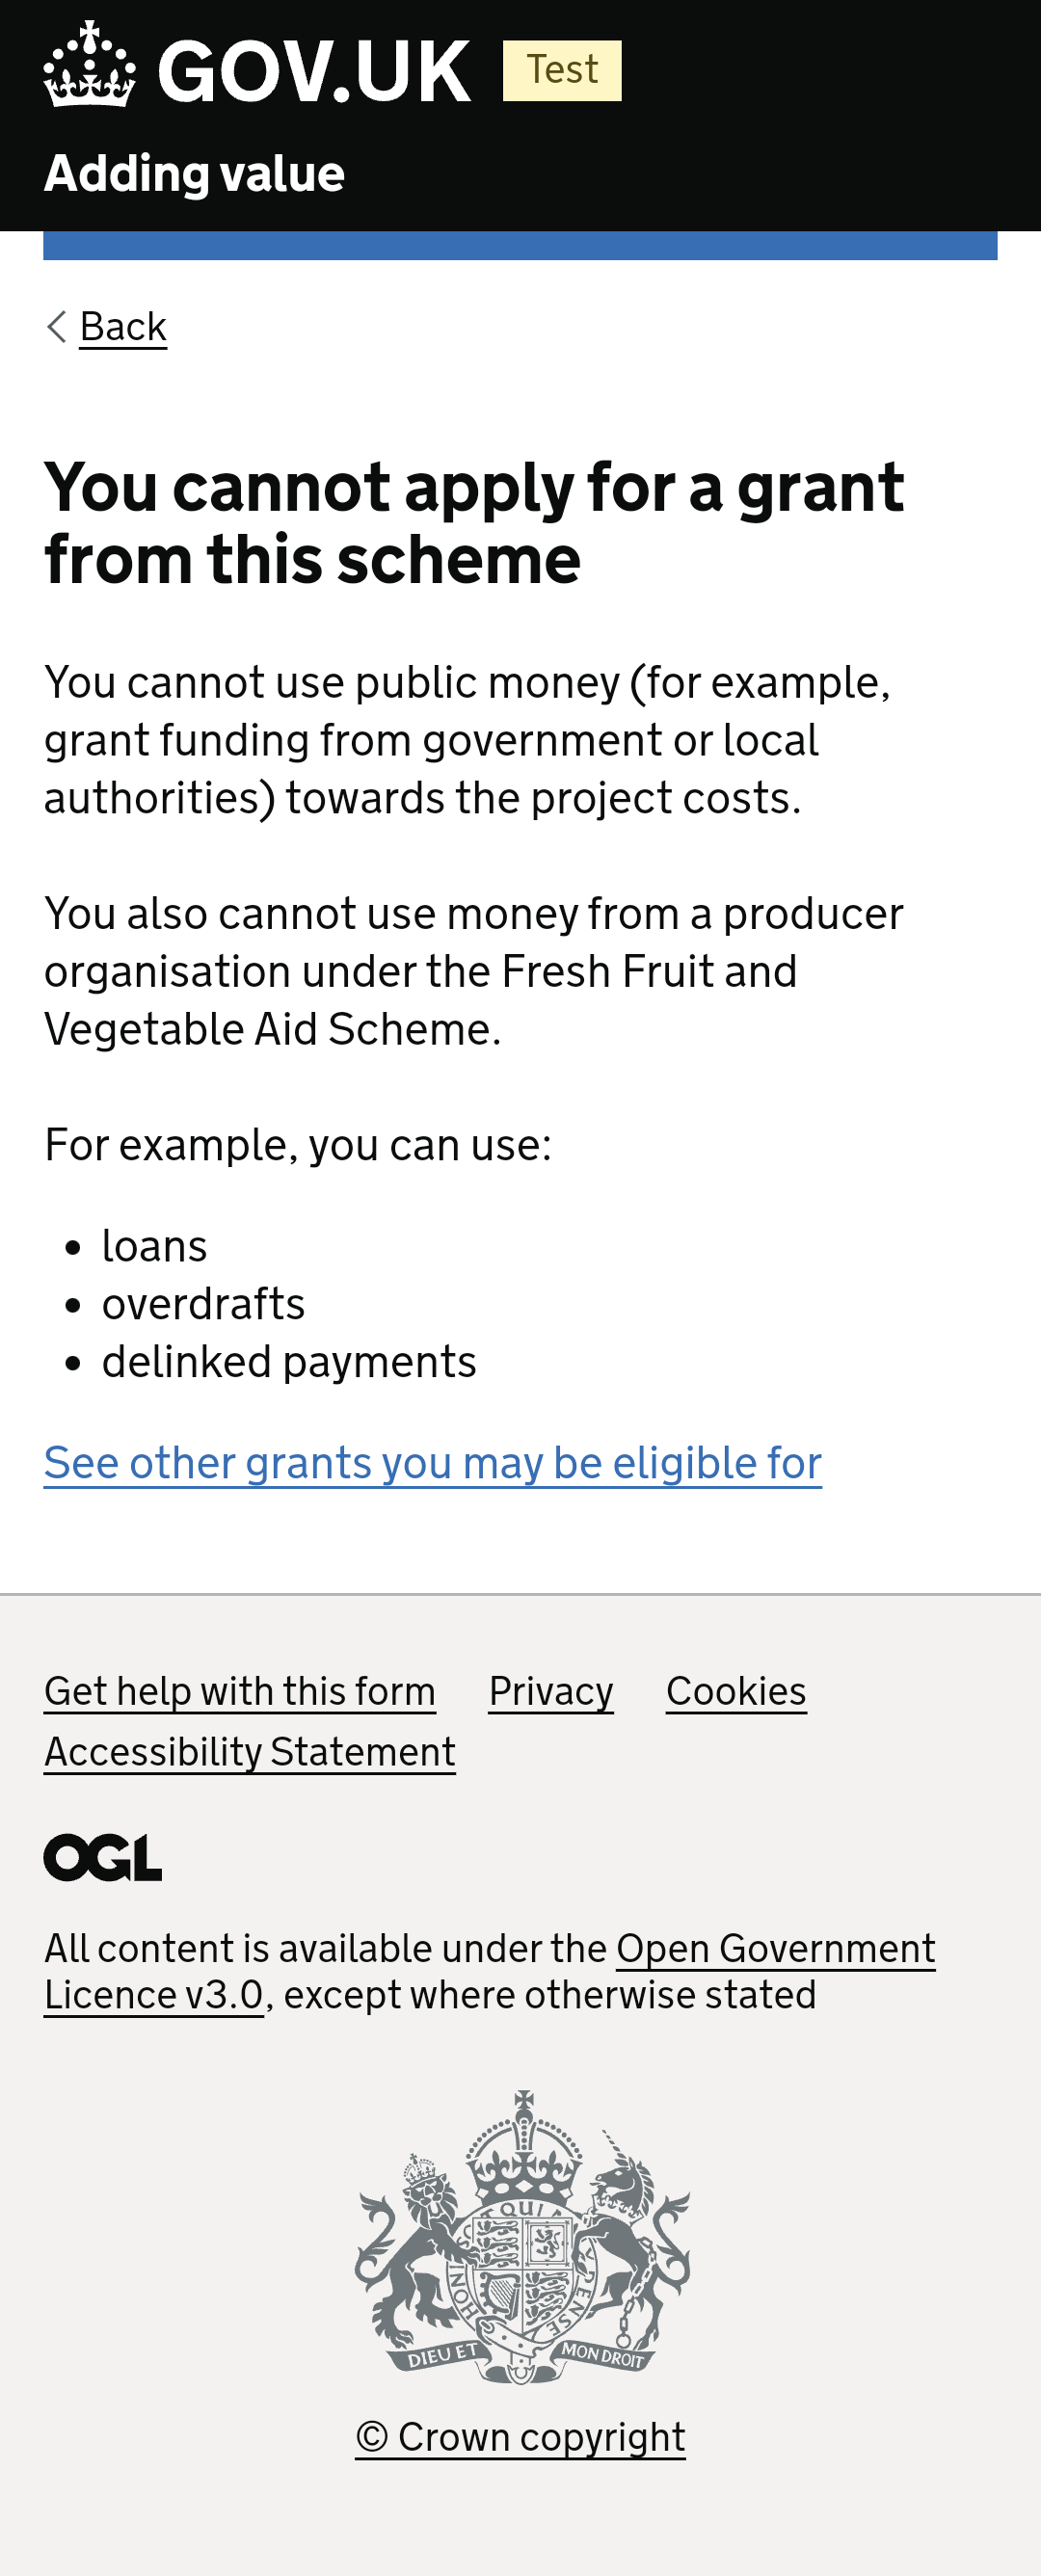 GOV.UK Test
Adding value
Back
You cannot apply for a grant
from this scheme
You cannot use public money (for example,
grant funding from government or local
authorities) towards the project costs.
You also cannot use money from a producer
organisation under the Fresh Fruit and
Vegetable Aid Scheme.
For example, you can use:
• loans
• overdrafts
• delinked payments
See other grants you may be eligible for
Get help with this form Privacy Cookies
Accessibility Statement
OGL
All content is available under the Open Government
Licence v3.0, except where otherwise stated
DIEU ET MON DROIT
© Crown copyright